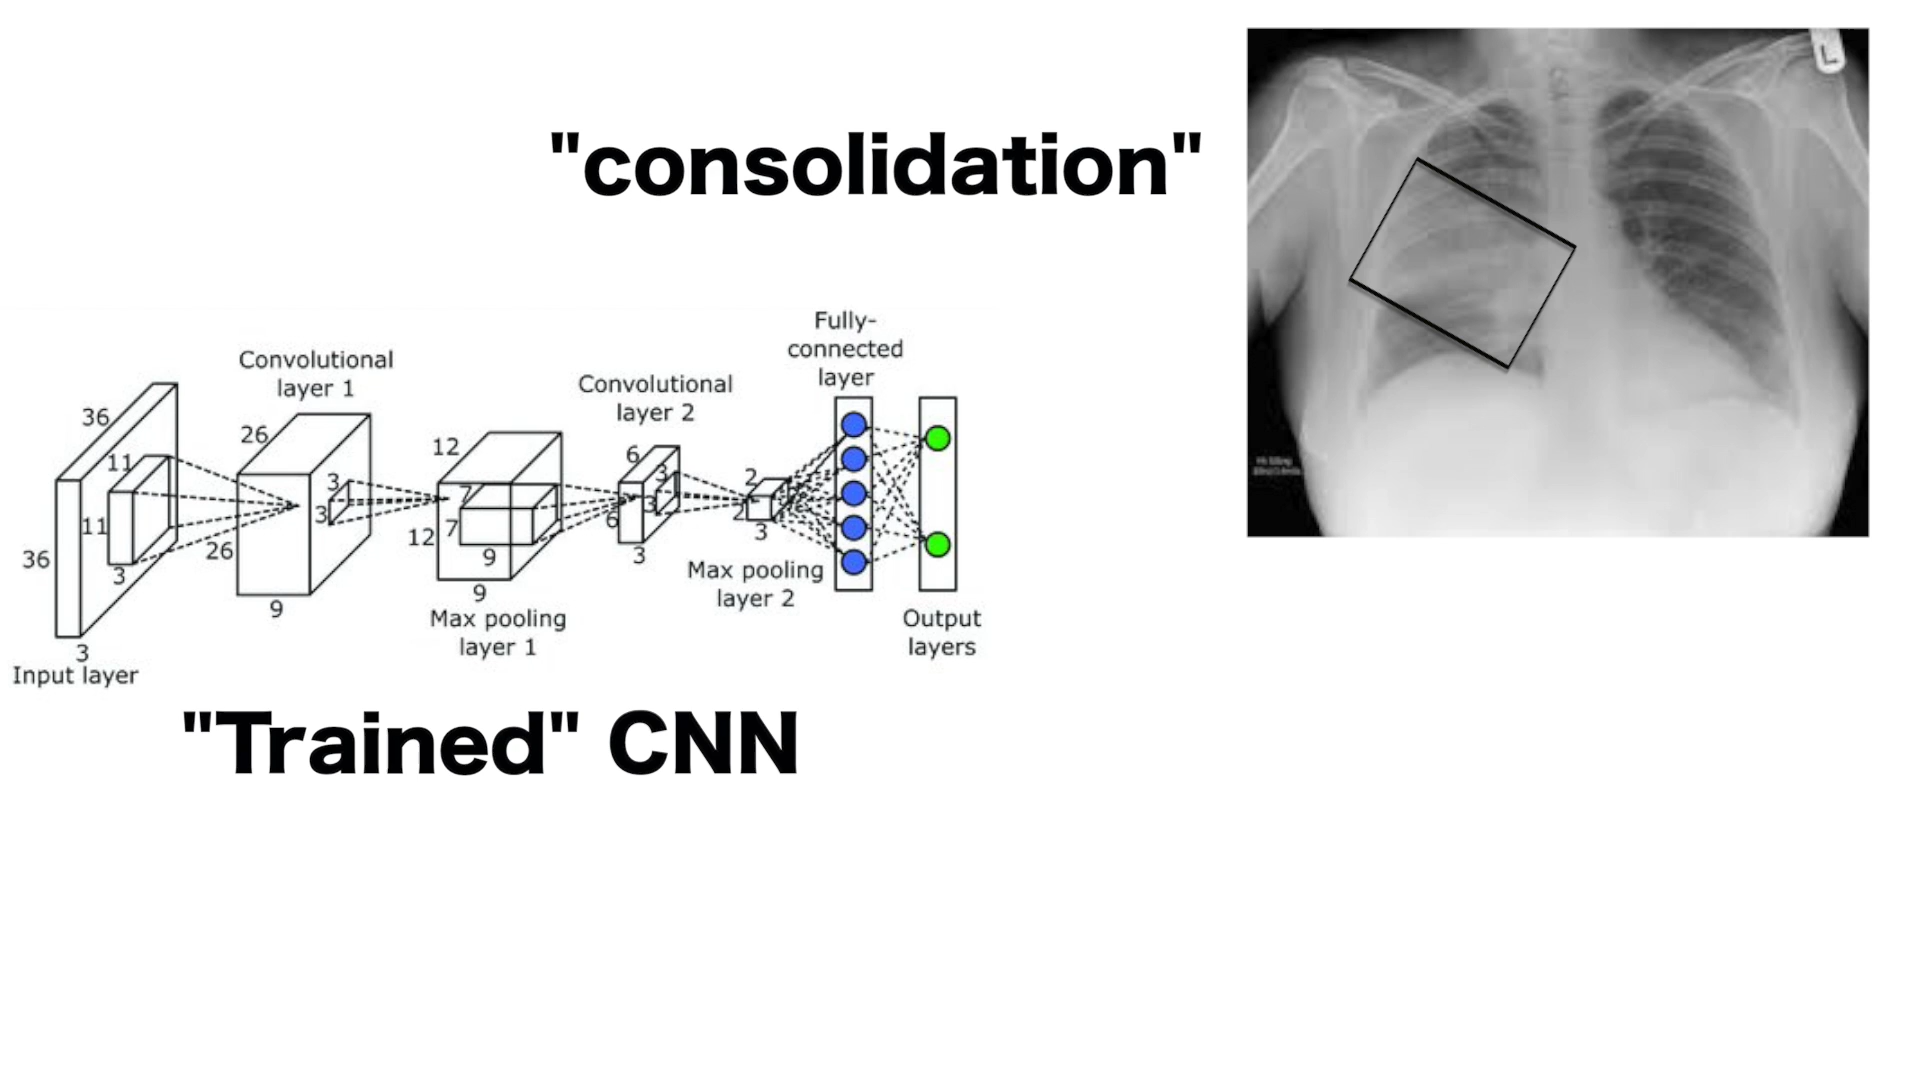 "consolidation"
L
Fully-
connected
layer
Convolutional
layer 1
Convolutional
layer 2
36
11
11
36
3
3
Input layer
26
26
9
3
3
12
12
7
7
9
9
Max pooling
layer 1
6
6
3
3
3
2
2
3
Max pooling
layer 2
Output
layers
"Trained" CNN